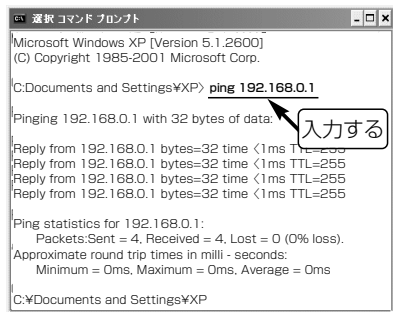 選択 コマンド プロンプト
Microsoft Windows XP [Version 5.1.2600]
(C) Copyright 1985-2001 Microsoft Corp.
C:Documents and Settings¥XP〉 ping 192.168.0.1
入力する
Pinging 192.168.0.1 with 32 bytes of data:
Reply from 192.168.0.1 bytes=32 time〈1ms TTL=255
Reply from 192.168.0.1 bytes=32 time〈1ms TTL=255
Reply from 192.168.0.1 bytes=32 time〈1ms TTL=255
Reply from 192.168.0.1 bytes=32 time〈1ms TTL=255
Ping statistics for 192.168.0.1:
Packets:Sent = 4, Received = 4, Lost = 0 (0% loss).
Approximate round trip times in milli - seconds:
Minimum = 0ms, Maximum = 0ms, Average = 0ms
C:¥Documents and Settings¥XP